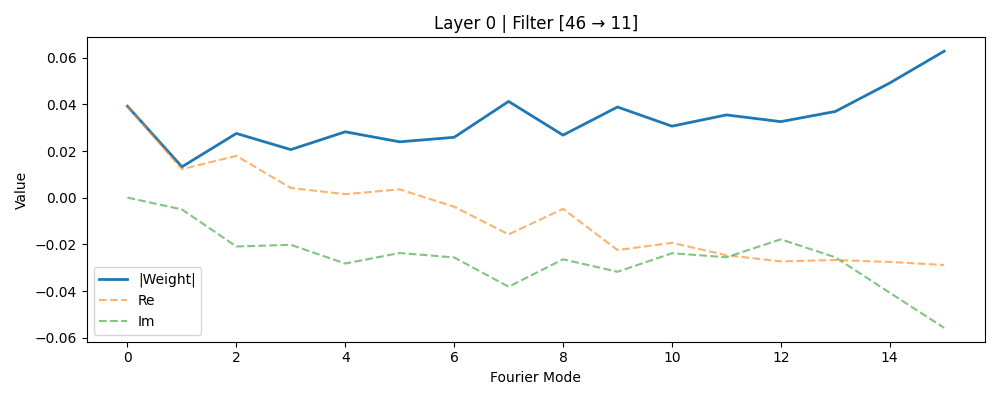 Layer 0 | Filter [46 → 11]
0.06
0.04
0.02
0.00
−0.02
−0.04
−0.06
Value
|Weight|
Re
Im
0 2 4 6 8 10 12 14
Fourier Mode